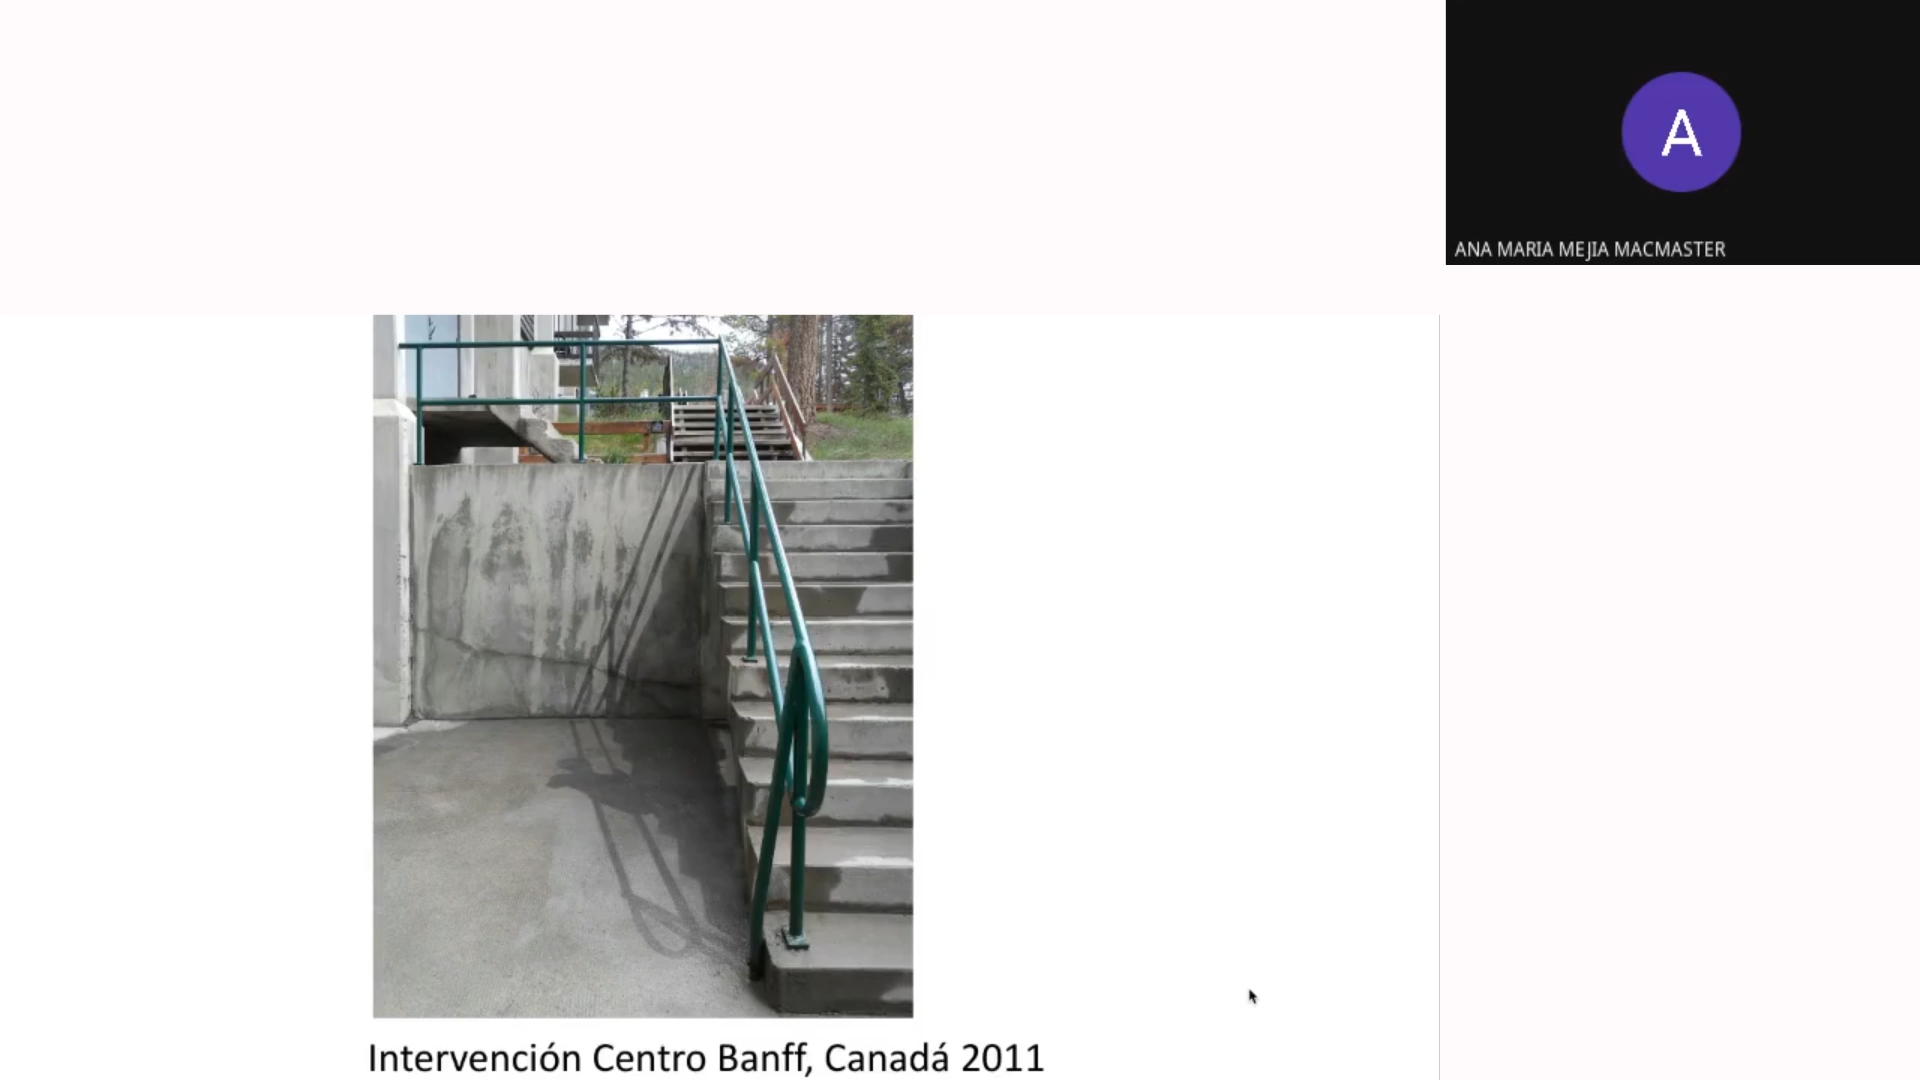 A
ANA MARIA MEJIA MACMASTER
Intervención Centro Banff, Canadá 2011